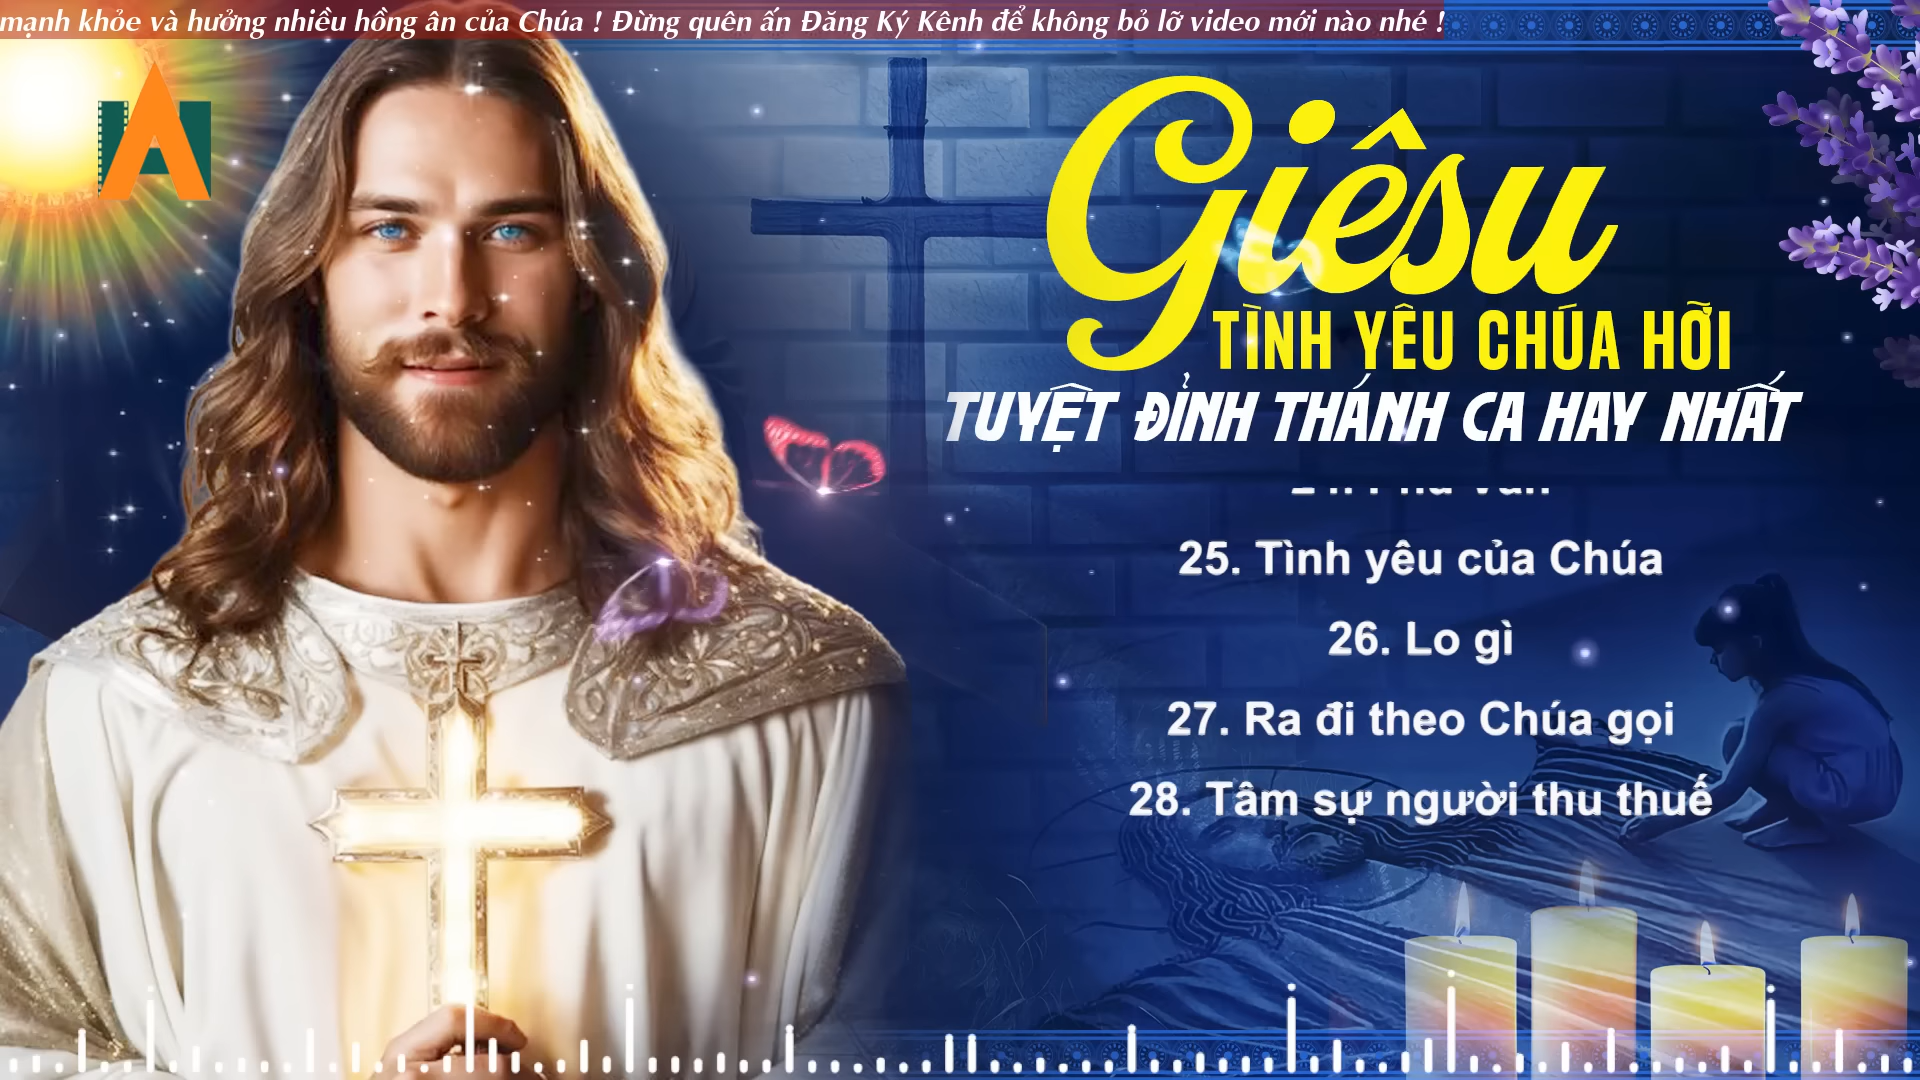 mạnh khỏe và hưởng nhiều hồng ân của Chúa ! Đừng quên ấn Đăng Ký Kênh để không bỏ lỡ video mới nào nhé !
Giêsu
TÌNH YÊU CHÚA HỠI
TUYỆT ĐỈNH THÁNH CA HAY NHẤT
25. Tình yêu của Chúa
26. Lo gì
27. Ra đi theo Chúa gọi
28. Tâm sự người thu thuế